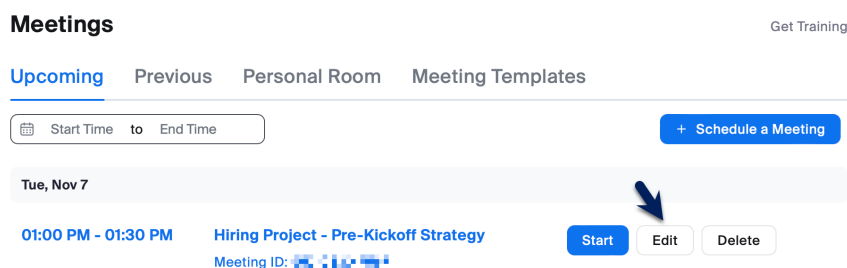 Meetings
Get Training
Upcoming Previous Personal Room Meeting Templates
Start Time to End Time
+ Schedule a Meeting
Tue, Nov 7
01:00 PM - 01:30 PM Hiring Project - Pre-Kickoff Strategy Start Edit Delete
Meeting ID: